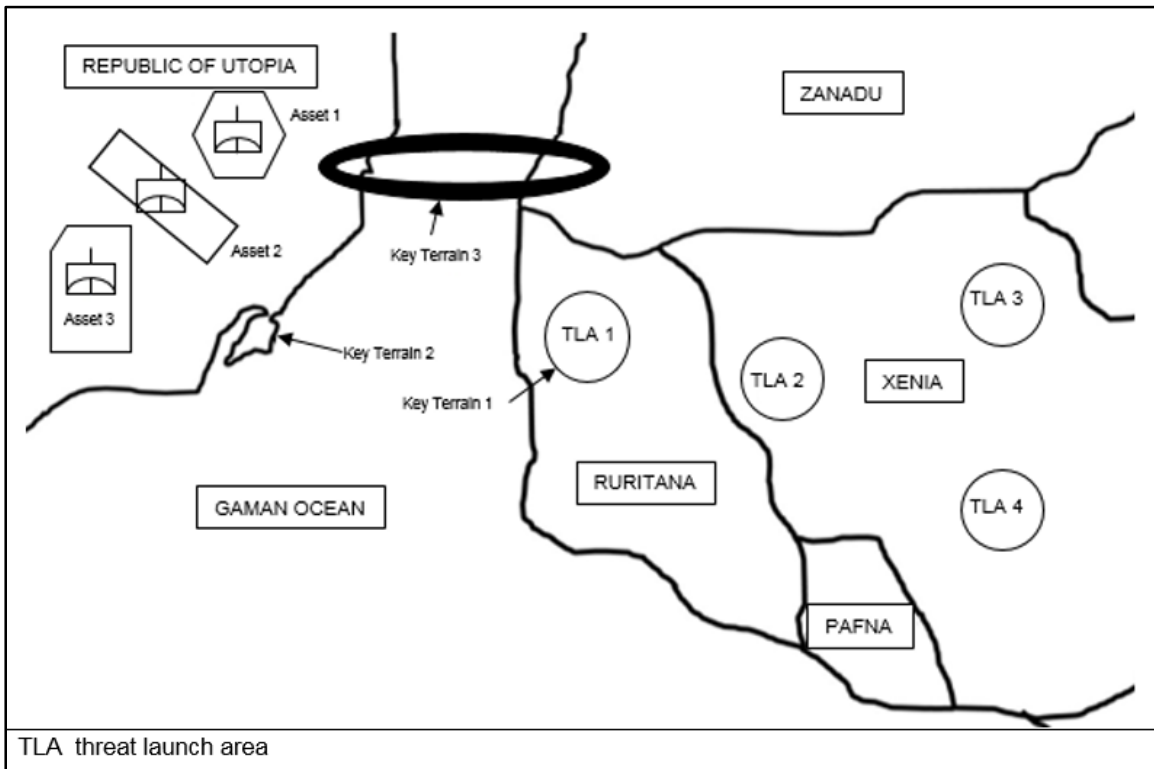 REPUBLIC OF UTOPIA
ZANADU
Asset 1
Asset 2
Key Terrain 3
Asset 3
TLA 3
TLA 1
Key Terrain 2
TLA 2
XENIA
Key Terrain 1
RURITANA
GAMAN OCEAN
TLA 4
PAFNA
TLA threat launch area